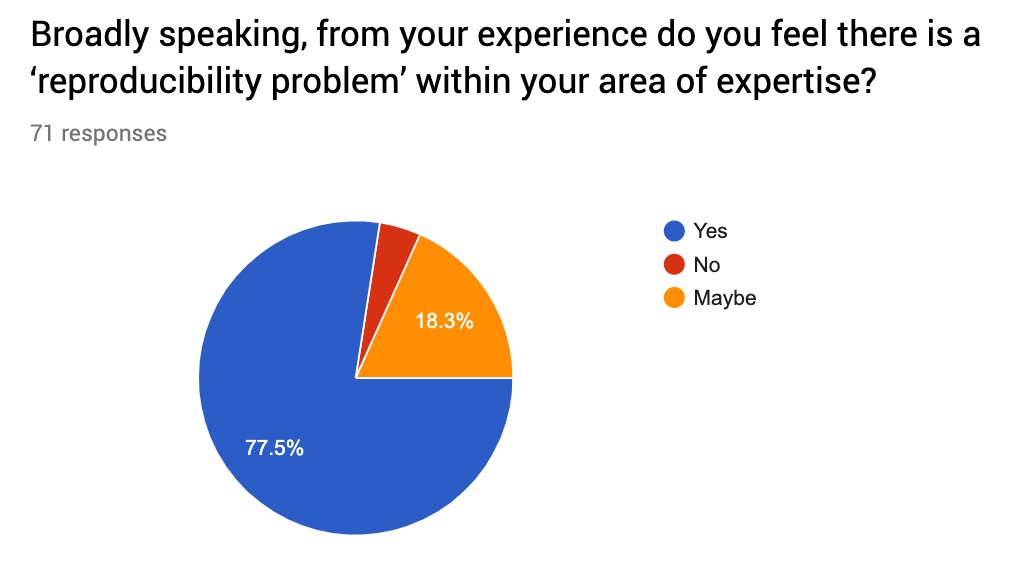 Broadly speaking, from your experience do you feel there is a
‘reproducibility problem’ within your area of expertise?
71 responses
Yes
No
Maybe
18.3%
77.5%